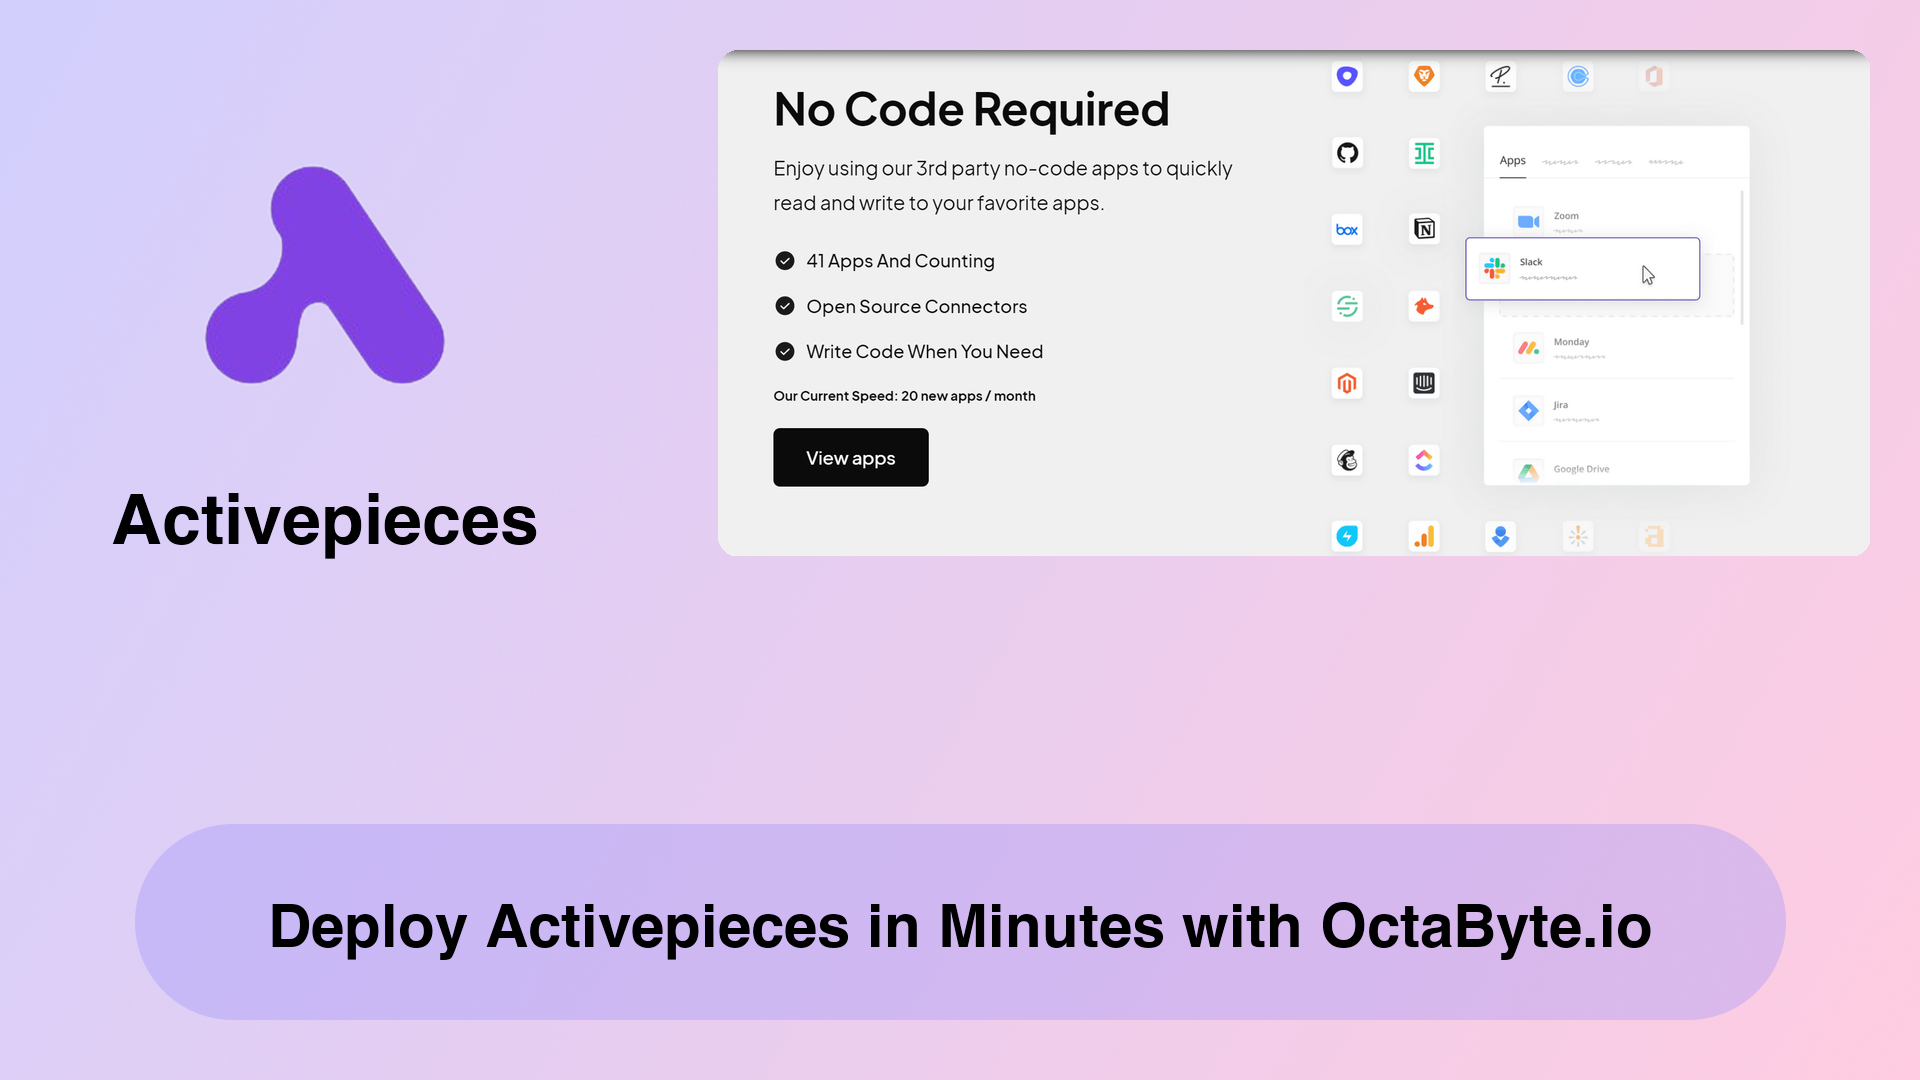 Activepieces
No Code Required
Enjoy using our 3rd party no-code apps to quickly
read and write to your favorite apps.
41 Apps And Counting
Open Source Connectors
Write Code When You Need
Our Current Speed: 20 new apps / month
View apps
box
Apps
Zoom
Slack
Monday
Jira
Google Drive
Deploy Activepieces in Minutes with OctaByte.io